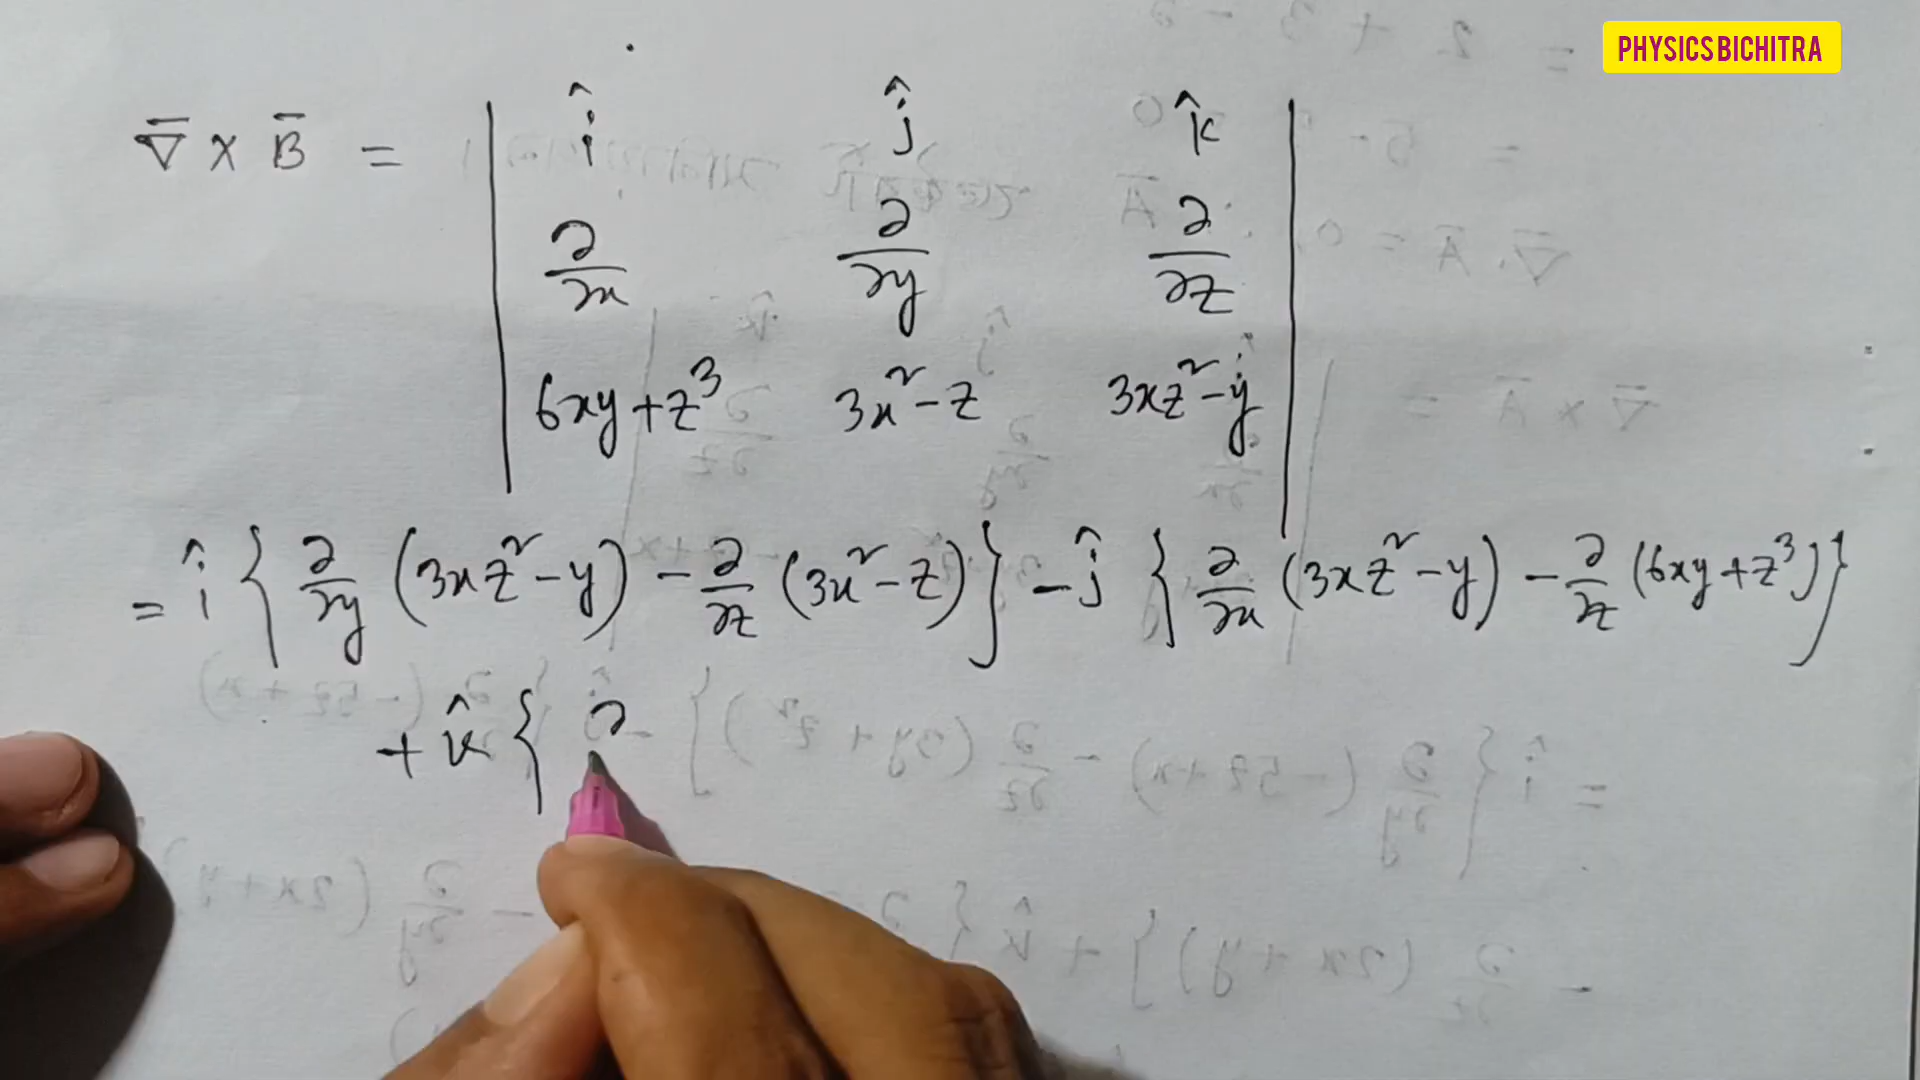 PHYSICS BICHITRA
∇ × B =
î ĵ k̂
∂/∂x ∂/∂y ∂/∂z
6xy+z³ 3x²-z 3xz²-y
= î { ∂/∂y (3xz²-y) - ∂/∂z (3x²-z) } - ĵ { ∂/∂x (3xz²-y) - ∂/∂z (6xy+z³) }
+ k̂ { ∂